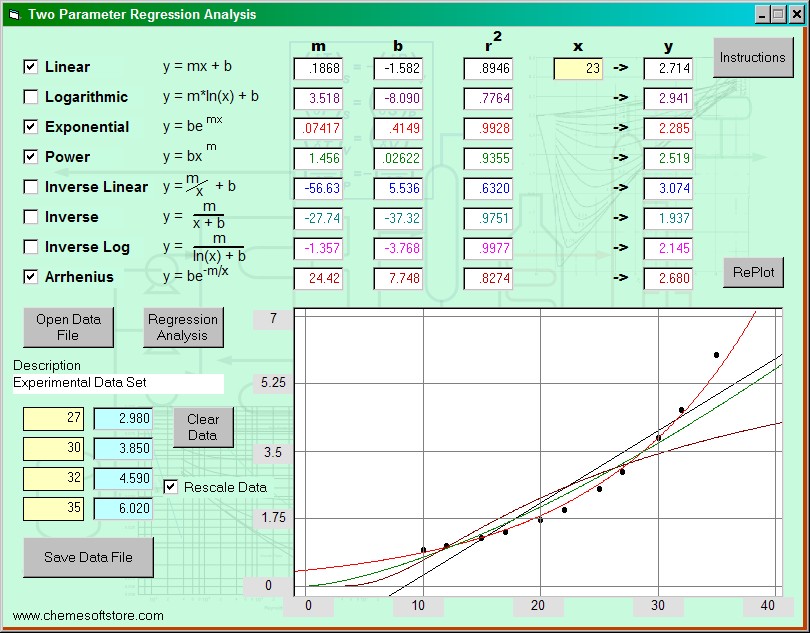 Two Parameter Regression Analysis
m b r2 x y
Linear y = mx + b .1868 -1.582 .8946 23 -> 2.714 Instructions
Logarithmic y = m*ln(x) + b 3.518 -8.090 .7764 -> 2.941
Exponential y = be mx .07417 .4149 .9928 -> 2.285
Power y = bx m 1.456 .02622 .9355 -> 2.519
Inverse Linear y = m/x + b -56.63 5.536 .6320 -> 3.074
Inverse y = m / x + b -27.74 -37.32 .9751 -> 1.937
Inverse Log y = m / ln(x) + b -1.357 -3.768 .9977 -> 2.145
Arrhenius y = be -m/x 24.42 7.748 .8274 -> 2.680 RePlot
Open Data File
Regression Analysis
Description
Experimental Data Set
27 2.980
30 3.850
32 4.590
35 6.020
Clear Data
Rescale Data
Save Data File
www.chemesoftstore.com
7
5.25
3.5
1.75
0
0 10 20 30 40